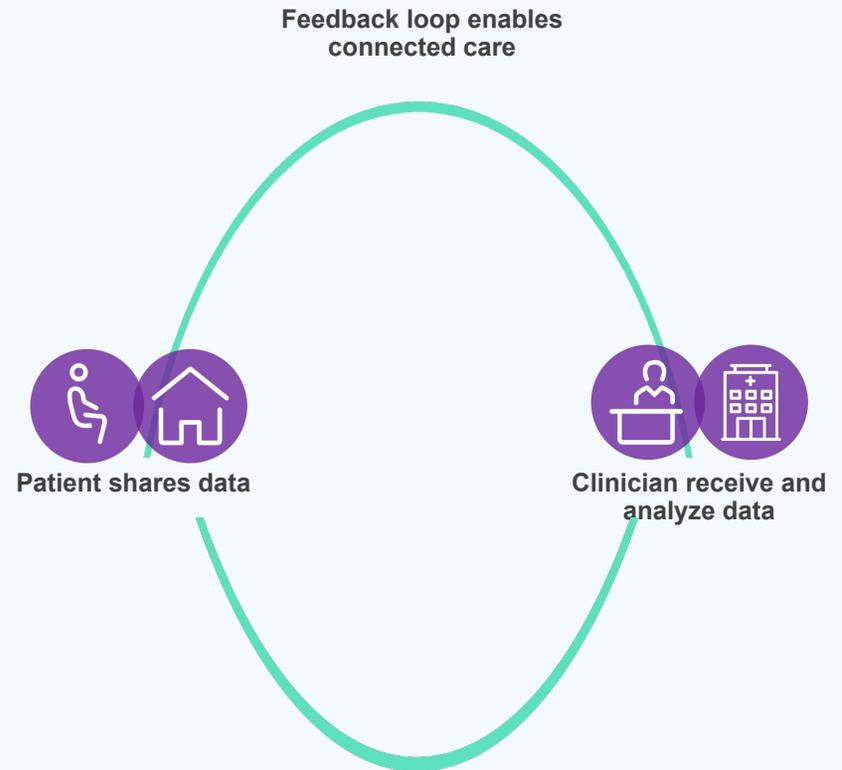 Feedback loop enables
connected care
Patient shares data
Clinician receive and
analyze data